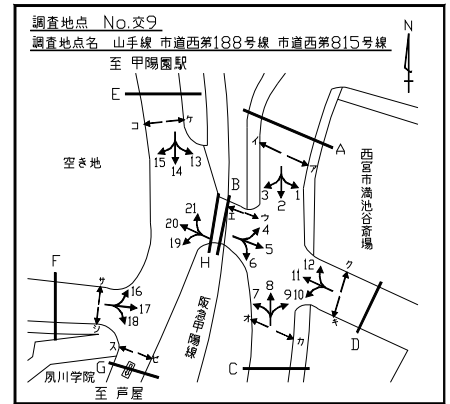 調査地点 No.交9
調査地点名 山手線 市道西第188号線 市道西第815号線
至 甲陽園駅
N
E
コ
ケ
15
14
13
イ
ア
A
3
2
1
空き地
西宮市満池谷斎場
B
エ
ウ
21
20
19
4
5
6
H
F
サ
シ
16
17
18
12
11
10
ク
キ
7
8
9
オ
カ
D
阪急甲陽線
ス
セ
G
C
夙川学院
至 芦屋